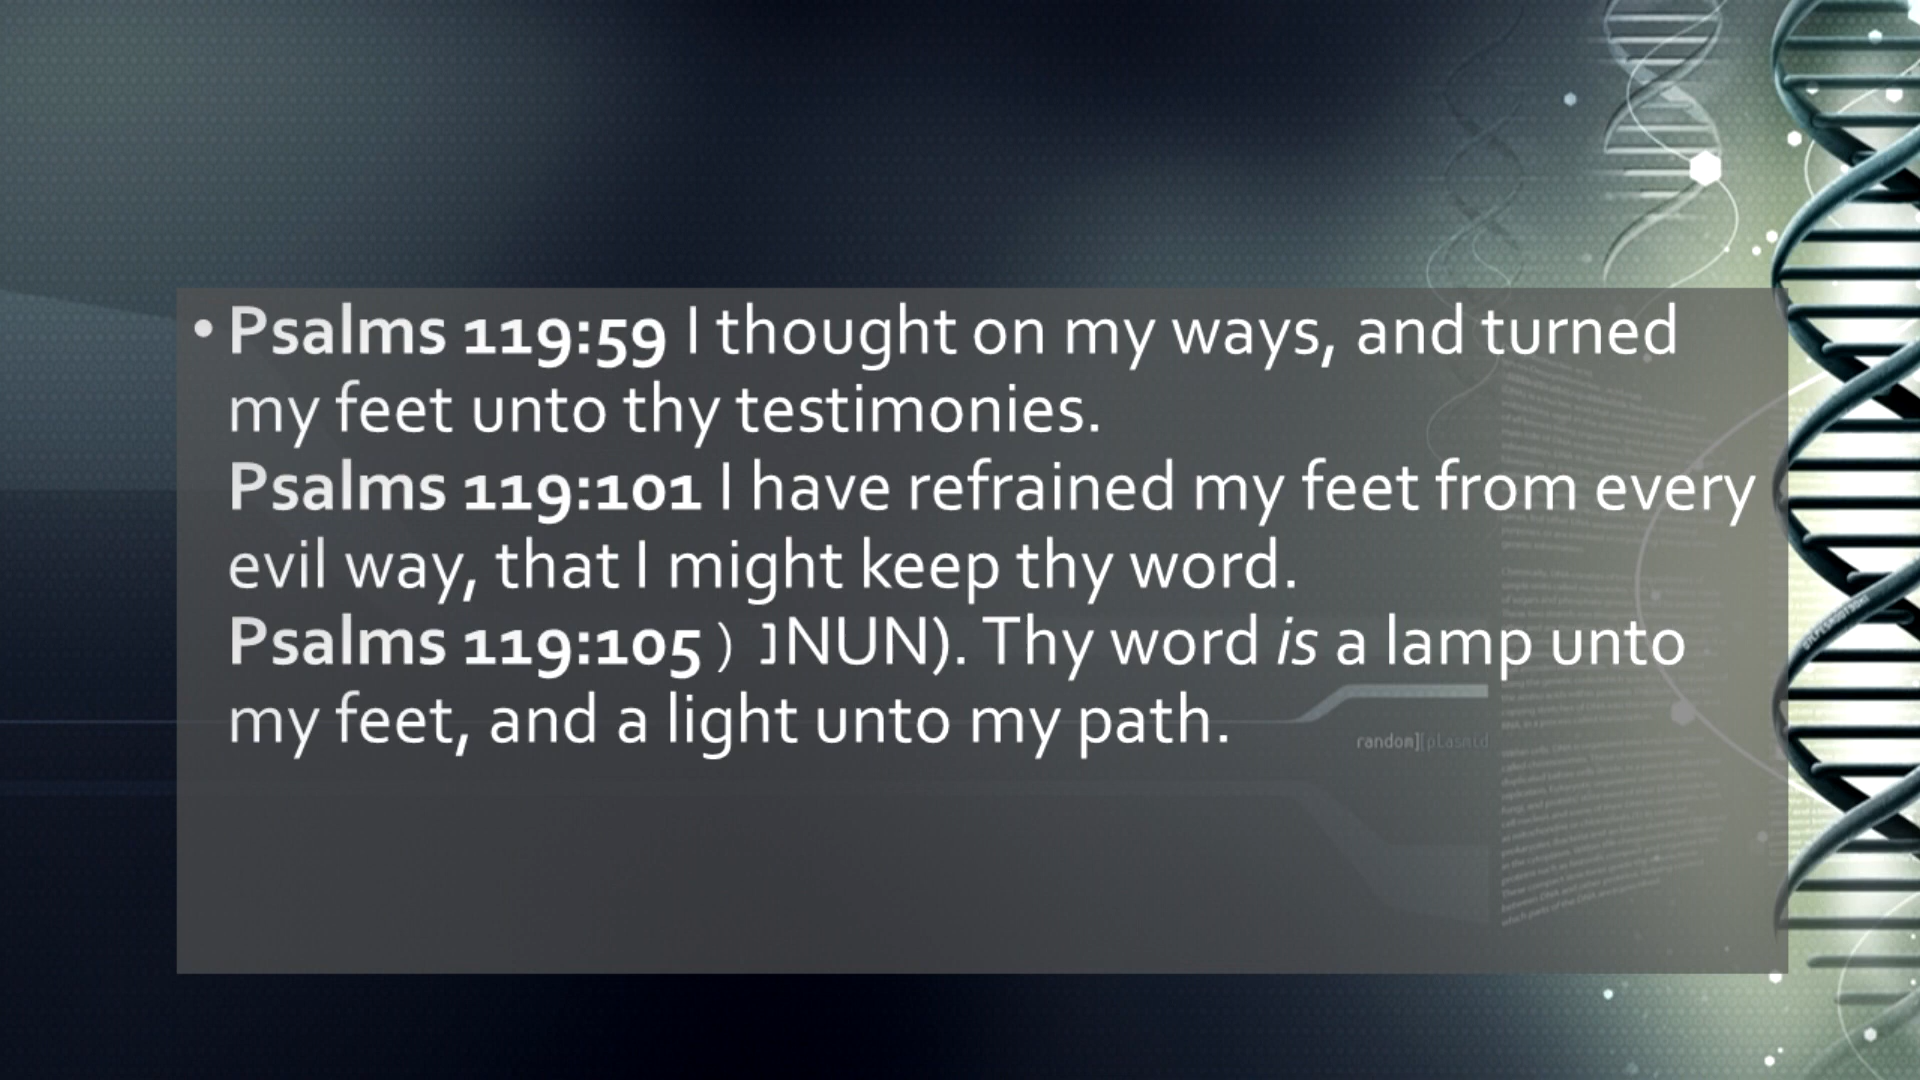 • Psalms 119:59 I thought on my ways, and turned
my feet unto thy testimonies.
Psalms 119:101 I have refrained my feet from every
evil way, that I might keep thy word.
Psalms 119:105 ) נNUN). Thy word is a lamp unto
my feet, and a light unto my path.
random][plasmid